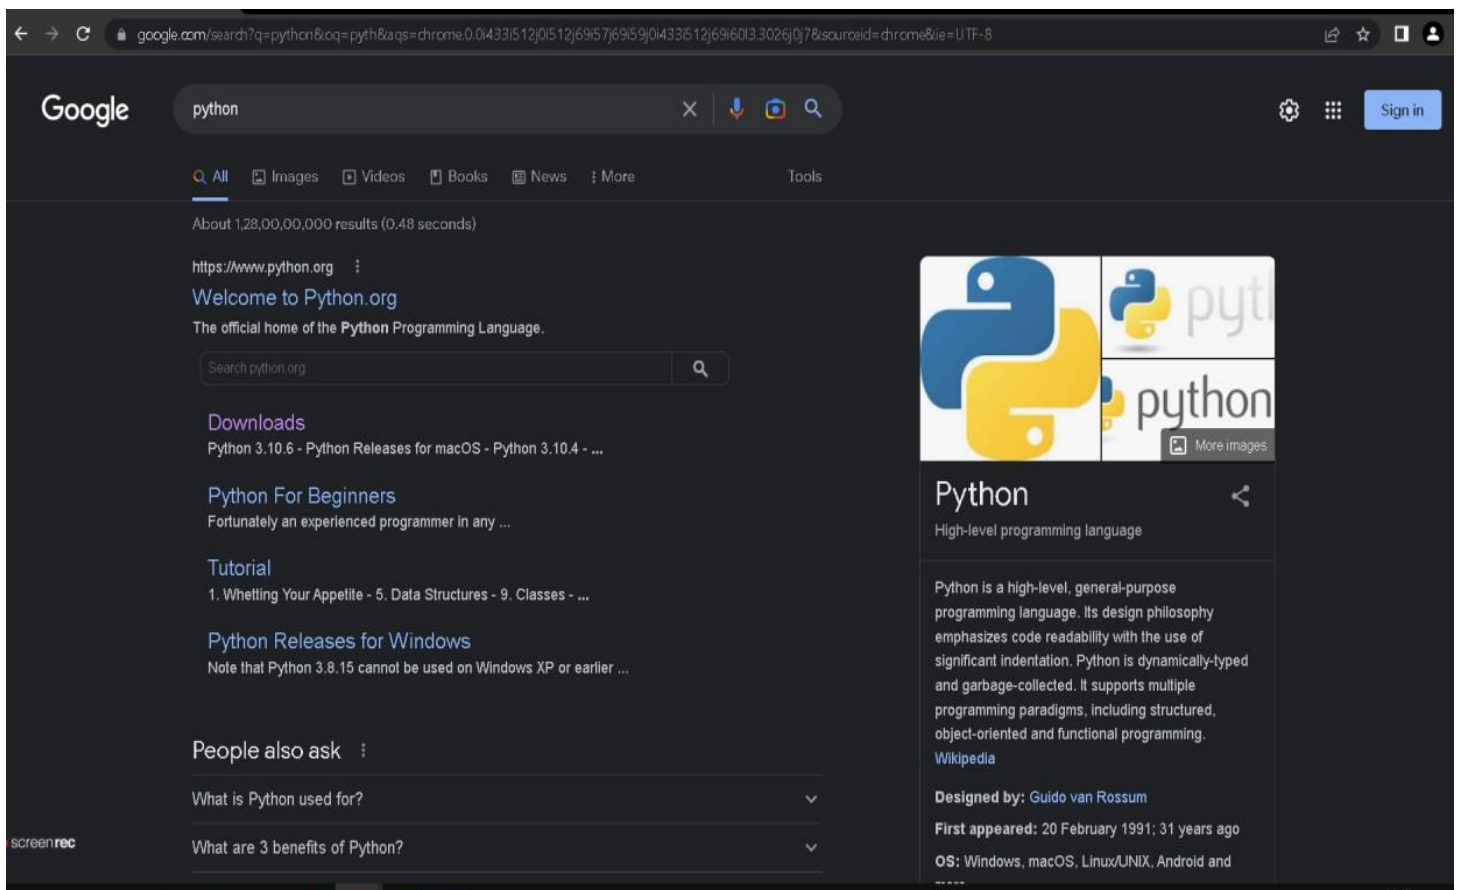 google.com/search?q=python&oq=pyth&aqs=chrome.0.0i433i512j0i512j69i57j69i59j0i433i512j69i60l3.3026j0j7&sourceid=chrome&ie=UTF-8
Google
python
Sign in
All Images Videos Books News More Tools
About 1,28,00,00,000 results (0.48 seconds)
https://www.python.org
Welcome to Python.org
The official home of the Python Programming Language.
Search python.org
Downloads
Python 3.10.6 - Python Releases for macOS - Python 3.10.4 - ...
Python For Beginners
Fortunately an experienced programmer in any ...
Tutorial
1. Whetting Your Appetite - 5. Data Structures - 9. Classes - ...
Python Releases for Windows
Note that Python 3.8.15 cannot be used on Windows XP or earlier ...
People also ask
What is Python used for?
What are 3 benefits of Python?
screenrec
pyt
python
More images
Python
High-level programming language
Python is a high-level, general-purpose
programming language. Its design philosophy
emphasizes code readability with the use of
significant indentation. Python is dynamically-typed
and garbage-collected. It supports multiple
programming paradigms, including structured,
object-oriented and functional programming.
Wikipedia
Designed by: Guido van Rossum
First appeared: 20 February 1991; 31 years ago
OS: Windows, macOS, Linux/UNIX, Android and